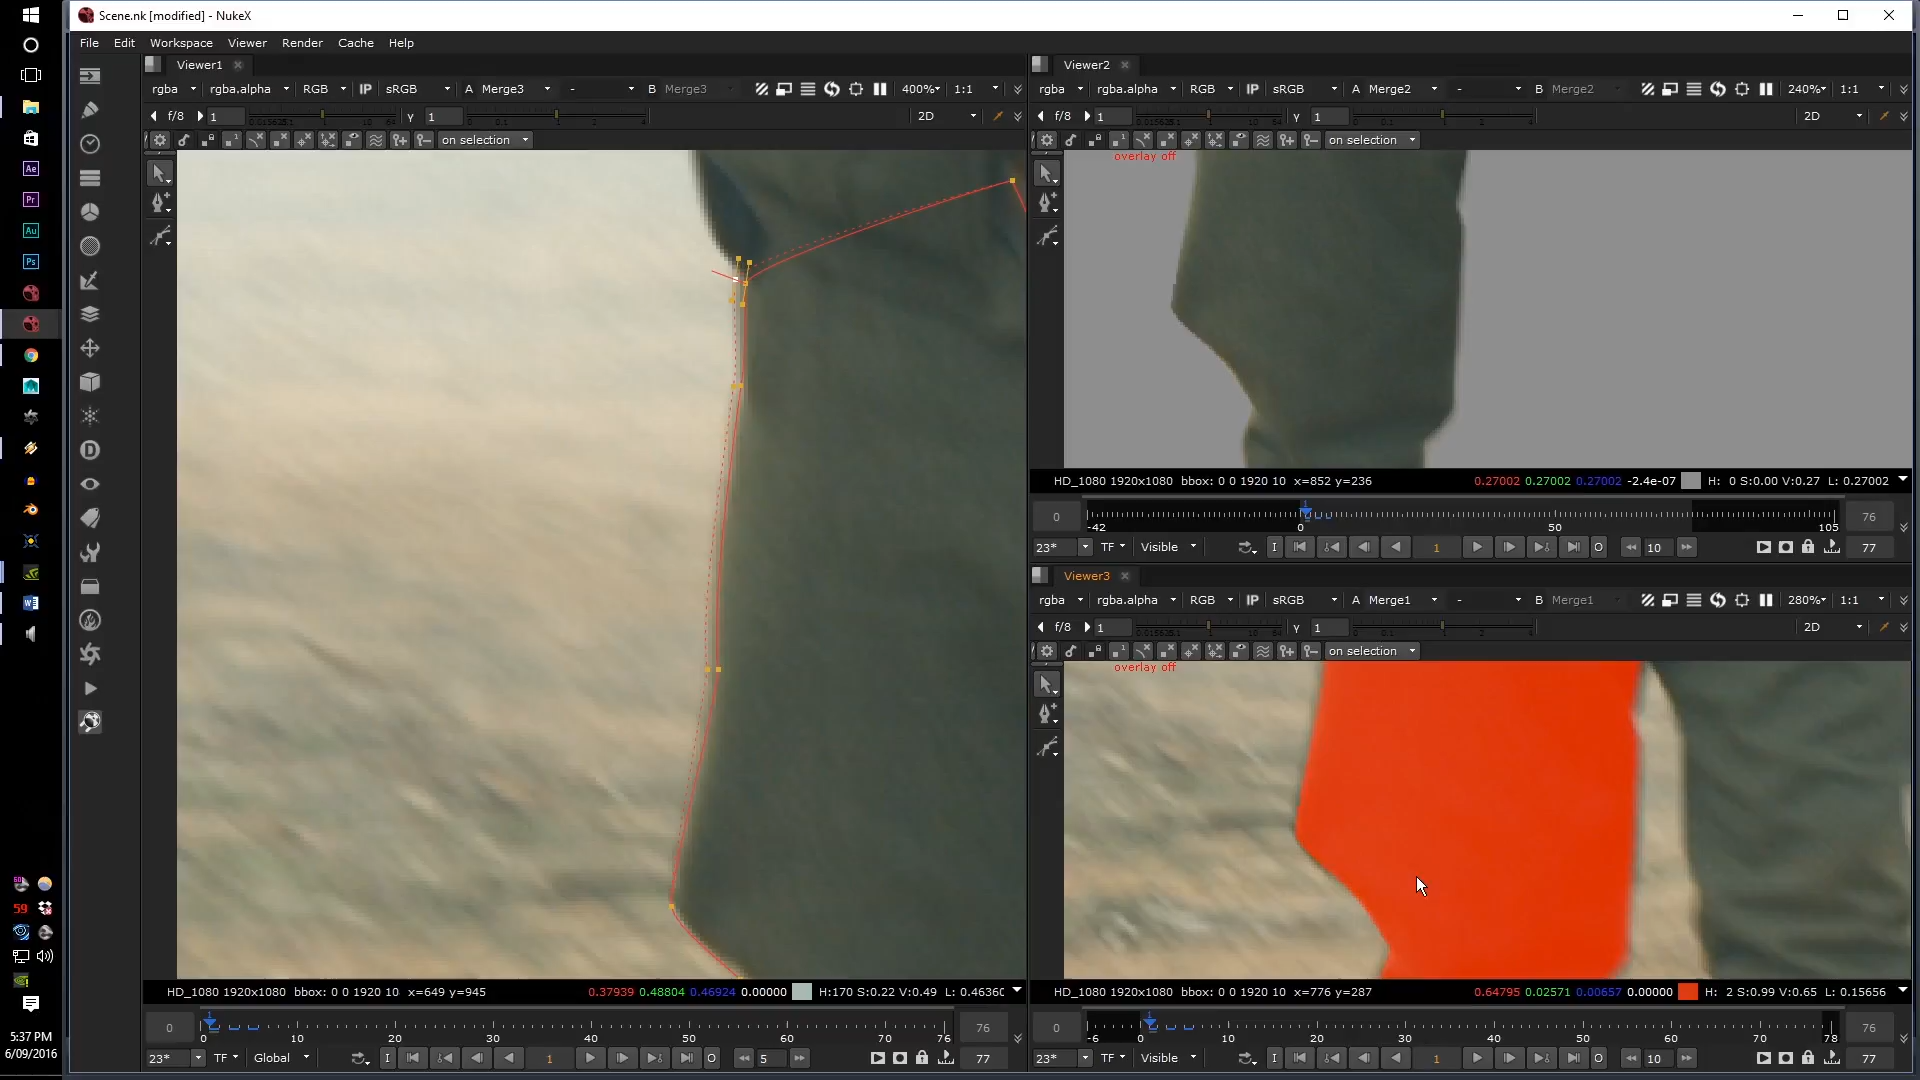 Scene.nk [modified] - NukeX
File Edit Workspace Viewer Render Cache Help
Viewer1
rgba rgba.alpha RGB IP sRGB A Merge3 - B Merge3 400% 1:1
f/8 1 γ 1 2D
on selection
HD_1080 1920x1080 bbox: 0 0 1920 10 x=649 y=945 0.37939 0.48804 0.46924 0.00000 H:170 S:0.22 V:0.49 L: 0.4636
0 0 10 20 30 40 50 60 70 76 76
23* TF Global I 1 O 5 77
Viewer2
rgba rgba.alpha RGB IP sRGB A Merge2 - B Merge2 240% 1:1
f/8 1 γ 1 2D
on selection
overlay off
HD_1080 1920x1080 bbox: 0 0 1920 10 x=852 y=236 0.27002 0.27002 0.27002 -2.4e-07 H: 0 S:0.00 V:0.27 L: 0.27002
0 -42 0 50 105 76
23* TF Visible I 1 O 10 77
Viewer3
rgba rgba.alpha RGB IP sRGB A Merge1 - B Merge1 280% 1:1
f/8 1 γ 1 2D
on selection
overlay off
HD_1080 1920x1080 bbox: 0 0 1920 10 x=776 y=287 0.64795 0.02571 0.00657 0.00000 H: 2 S:0.99 V:0.65 L: 0.15656
0 -6 0 10 20 30 40 50 60 70 78 76
23* TF Visible I 1 O 10 77
Ae
Pr
Au
Ps
59
5:37 PM
6/09/2016